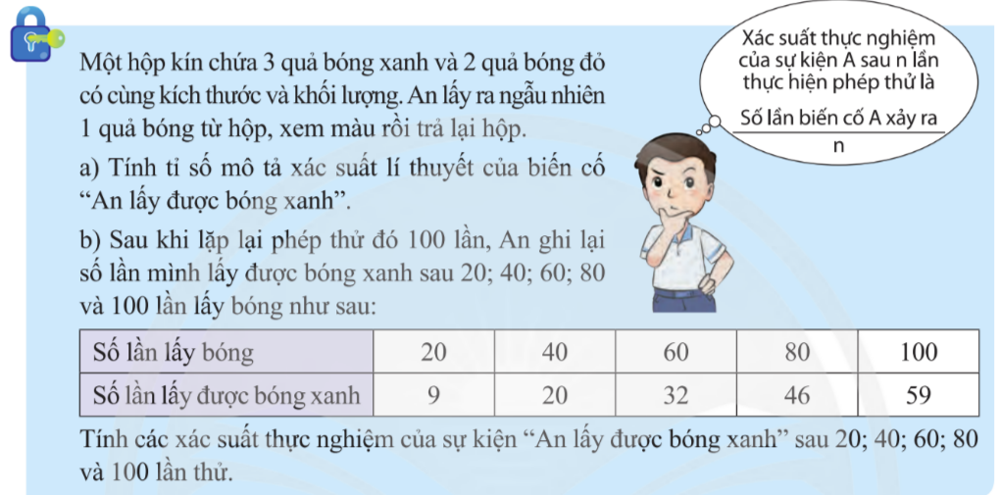 Một hộp kín chứa 3 quả bóng xanh và 2 quả bóng đỏ
có cùng kích thước và khối lượng. An lấy ra ngẫu nhiên
1 quả bóng từ hộp, xem màu rồi trả lại hộp.
a) Tính tỉ số mô tả xác suất lí thuyết của biến cố
“An lấy được bóng xanh”.
b) Sau khi lặp lại phép thử đó 100 lần, An ghi lại
số lần mình lấy được bóng xanh sau 20; 40; 60; 80
và 100 lần lấy bóng như sau:
Xác suất thực nghiệm
của sự kiện A sau n lần
thực hiện phép thử là
Số lần biến cố A xảy ra
n
Số lần lấy bóng 20 40 60 80 100
Số lần lấy được bóng xanh 9 20 32 46 59
Tính các xác suất thực nghiệm của sự kiện “An lấy được bóng xanh” sau 20; 40; 60; 80
và 100 lần thử.